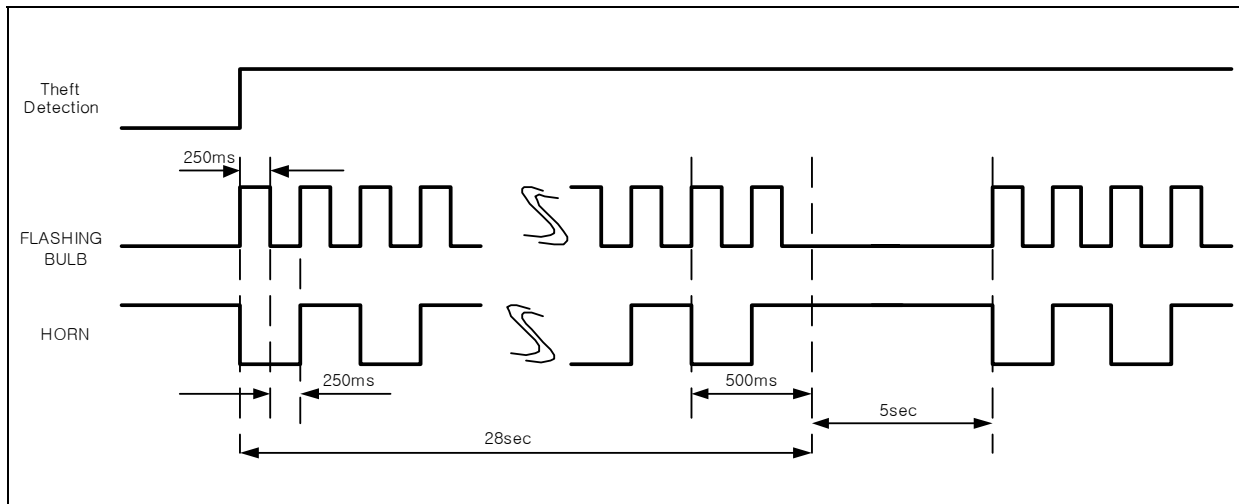 Theft
Detection
250ms
FLASHING
BULB
HORN
250ms
500ms
5sec
28sec